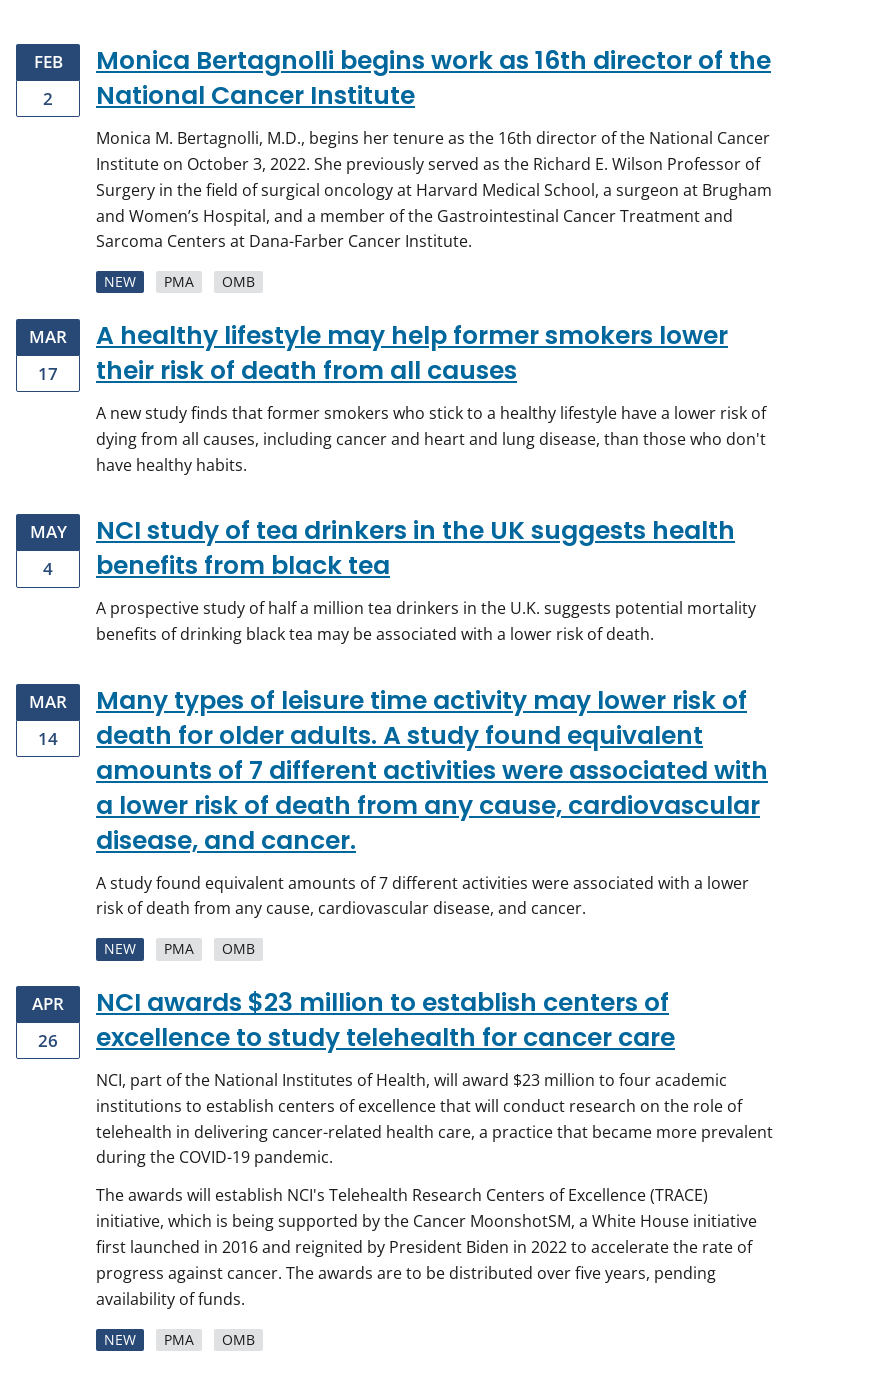 FEB
2
Monica Bertagnolli begins work as 16th director of the
National Cancer Institute
Monica M. Bertagnolli, M.D., begins her tenure as the 16th director of the National Cancer
Institute on October 3, 2022. She previously served as the Richard E. Wilson Professor of
Surgery in the field of surgical oncology at Harvard Medical School, a surgeon at Brugham
and Women’s Hospital, and a member of the Gastrointestinal Cancer Treatment and
Sarcoma Centers at Dana-Farber Cancer Institute.
NEW PMA OMB
MAR
17
A healthy lifestyle may help former smokers lower
their risk of death from all causes
A new study finds that former smokers who stick to a healthy lifestyle have a lower risk of
dying from all causes, including cancer and heart and lung disease, than those who don't
have healthy habits.
MAY
4
NCI study of tea drinkers in the UK suggests health
benefits from black tea
A prospective study of half a million tea drinkers in the U.K. suggests potential mortality
benefits of drinking black tea may be associated with a lower risk of death.
MAR
14
Many types of leisure time activity may lower risk of
death for older adults. A study found equivalent
amounts of 7 different activities were associated with
a lower risk of death from any cause, cardiovascular
disease, and cancer.
A study found equivalent amounts of 7 different activities were associated with a lower
risk of death from any cause, cardiovascular disease, and cancer.
NEW PMA OMB
APR
26
NCI awards $23 million to establish centers of
excellence to study telehealth for cancer care
NCI, part of the National Institutes of Health, will award $23 million to four academic
institutions to establish centers of excellence that will conduct research on the role of
telehealth in delivering cancer-related health care, a practice that became more prevalent
during the COVID-19 pandemic.
The awards will establish NCI's Telehealth Research Centers of Excellence (TRACE)
initiative, which is being supported by the Cancer MoonshotSM, a White House initiative
first launched in 2016 and reignited by President Biden in 2022 to accelerate the rate of
progress against cancer. The awards are to be distributed over five years, pending
availability of funds.
NEW PMA OMB